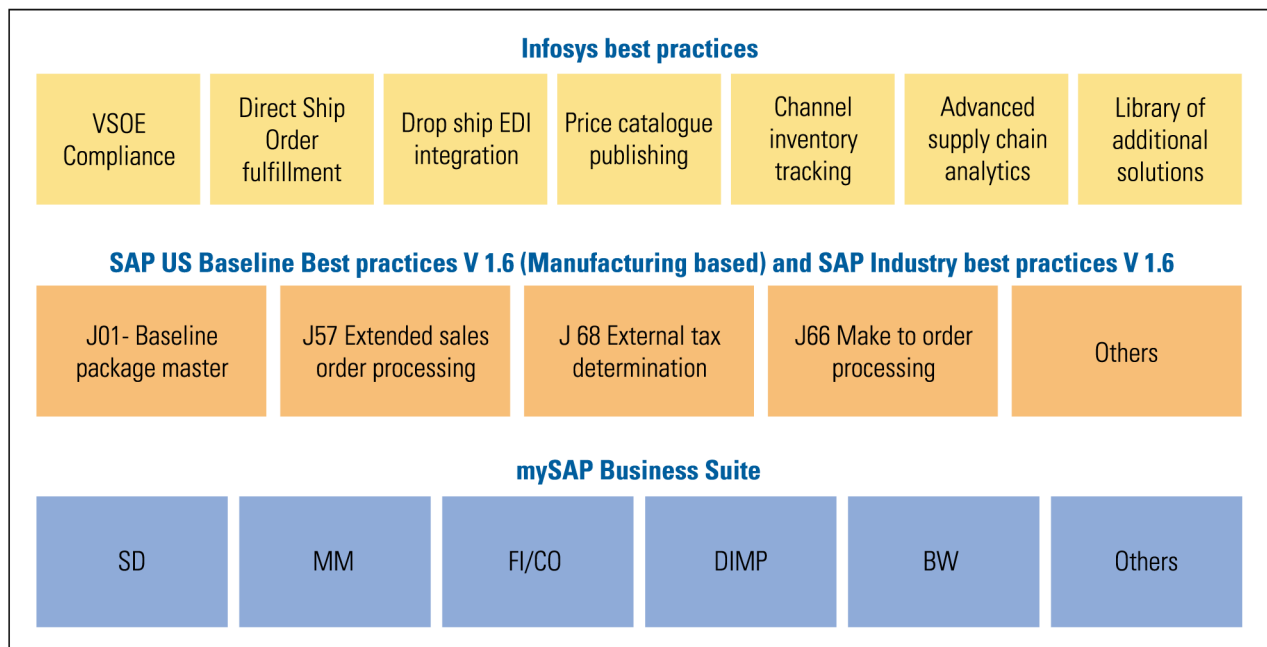 Infosys best practices
VSOE
Compliance
Direct Ship
Order
fulfillment
Drop ship EDI
integration
Price catalogue
publishing
Channel
inventory
tracking
Advanced
supply chain
analytics
Library of
additional
solutions
SAP US Baseline Best practices V 1.6 (Manufacturing based) and SAP Industry best practices V 1.6
J01- Baseline
package master
J57 Extended sales
order processing
J 68 External tax
determination
J66 Make to order
processing
Others
mySAP Business Suite
SD
MM
FI/CO
DIMP
BW
Others